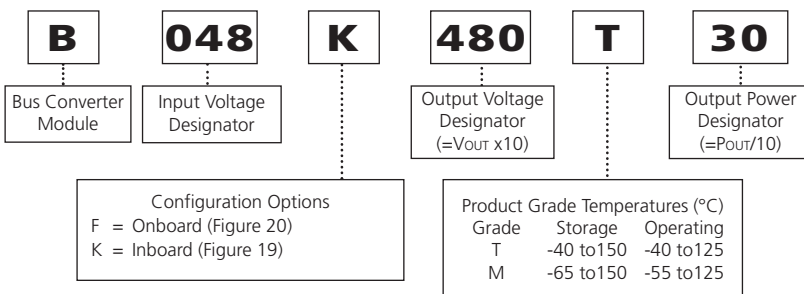 B 048 K 480 T 30
Bus Converter
Module
Input Voltage
Designator
Output Voltage
Designator
(=VOUT x10)
Output Power
Designator
(=POUT/10)
Configuration Options
F = Onboard (Figure 20)
K = Inboard (Figure 19)
Product Grade Temperatures (°C)
Grade Storage Operating
T -40 to150 -40 to125
M -65 to150 -55 to125